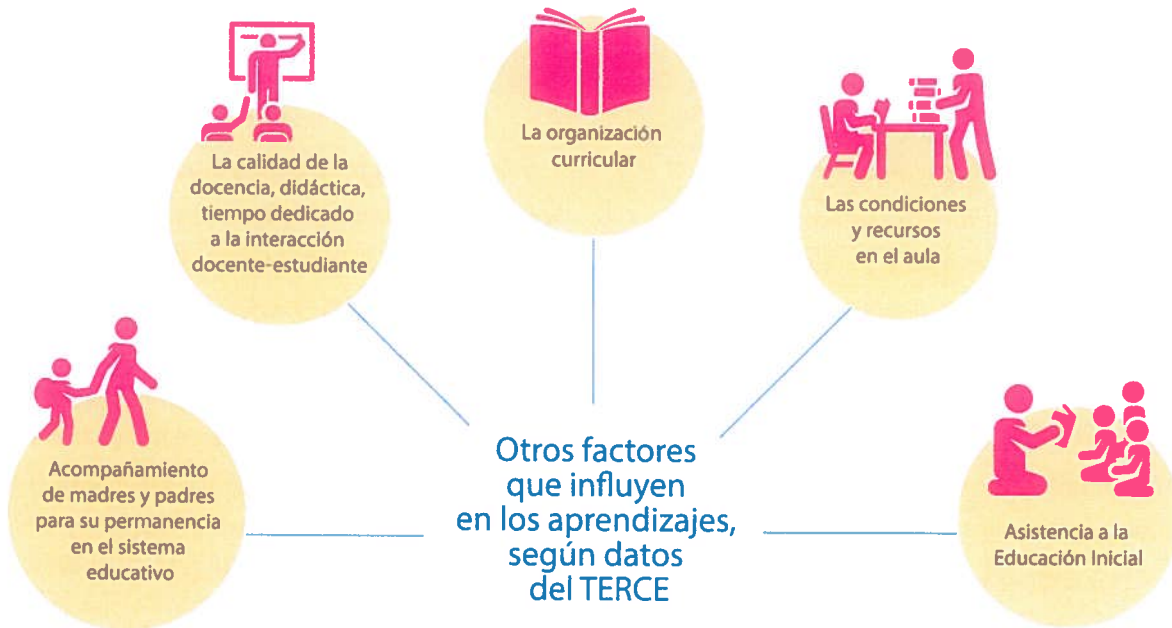 La calidad de la
docencia, didáctica,
tiempo dedicado
a la interacción
docente-estudiante
La organización
curricular
Las condiciones
y recursos
en el aula
Acompañamiento
de madres y padres
para su permanencia
en el sistema
educativo
Otros factores
que influyen
en los aprendizajes,
según datos
del TERCE
Asistencia a la
Educación Inicial